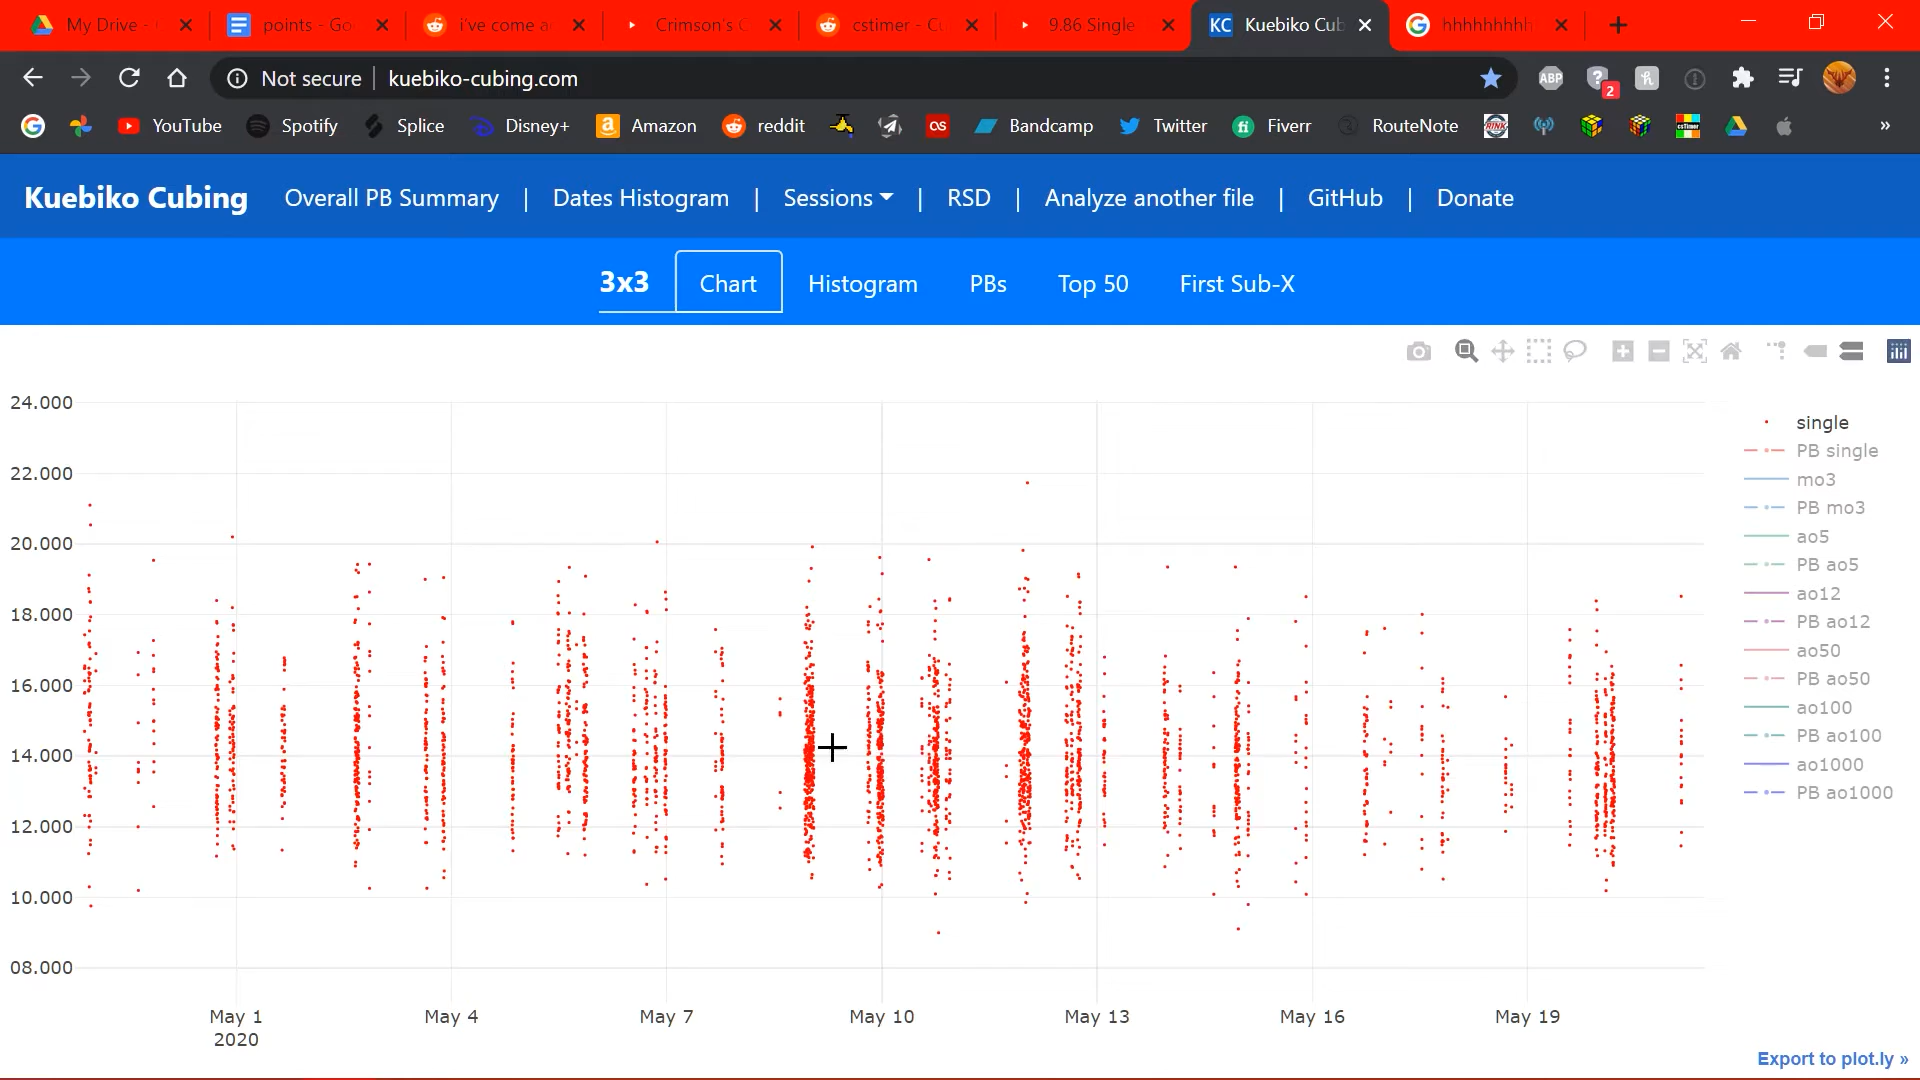 My Drive -
points - Go
i've come a
Crimson's C
cstimer - Cu
9.86 Single
KC Kuebiko Cub
hhhhhhhhh
Not secure kuebiko-cubing.com
ABP
2
YouTube
Spotify
Splice
Disney+
Amazon
reddit
Bandcamp
Twitter
Fiverr
RouteNote
»
Kuebiko Cubing Overall PB Summary | Dates Histogram | Sessions | RSD | Analyze another file | GitHub | Donate
3x3 Chart Histogram PBs Top 50 First Sub-X
24.000
22.000
20.000
18.000
16.000
14.000
12.000
10.000
08.000
May 1
2020
May 4
May 7
May 10
May 13
May 16
May 19
single
PB single
mo3
PB mo3
ao5
PB ao5
ao12
PB ao12
ao50
PB ao50
ao100
PB ao100
ao1000
PB ao1000
Export to plot.ly »